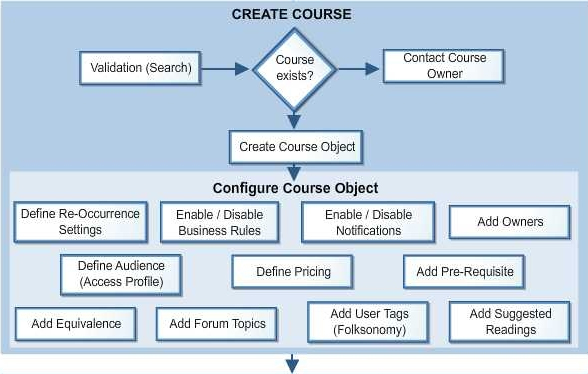 CREATE COURSE
Validation (Search)
Course
exists?
Contact Course
Owner
Create Course Object
Configure Course Object
Define Re-Occurrence
Settings
Enable / Disable
Business Rules
Enable / Disable
Notifications
Add Owners
Define Audience
(Access Profile)
Define Pricing
Add Pre-Requisite
Add Equivalence
Add Forum Topics
Add User Tags
(Folksonomy)
Add Suggested
Readings